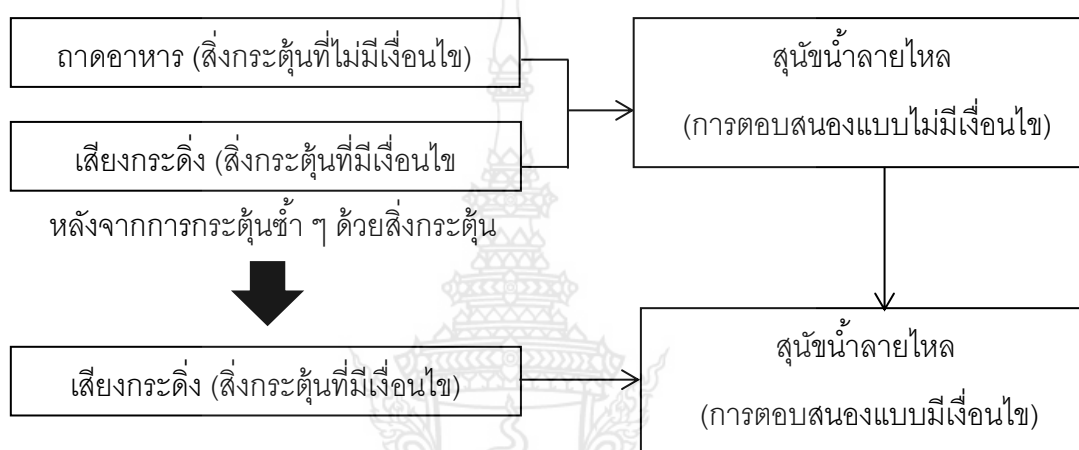 ถาดอาหาร (สิ่งกระตุ้นที่ไม่มีเงื่อนไข)
สุนัขน้ำลายไหล
(การตอบสนองแบบไม่มีเงื่อนไข)
เสียงกระดิ่ง (สิ่งกระตุ้นที่มีเงื่อนไข
หลังจากการกระตุ้นซ้ำ ๆ ด้วยสิ่งกระตุ้น
เสียงกระดิ่ง (สิ่งกระตุ้นที่มีเงื่อนไข)
สุนัขน้ำลายไหล
(การตอบสนองแบบมีเงื่อนไข)